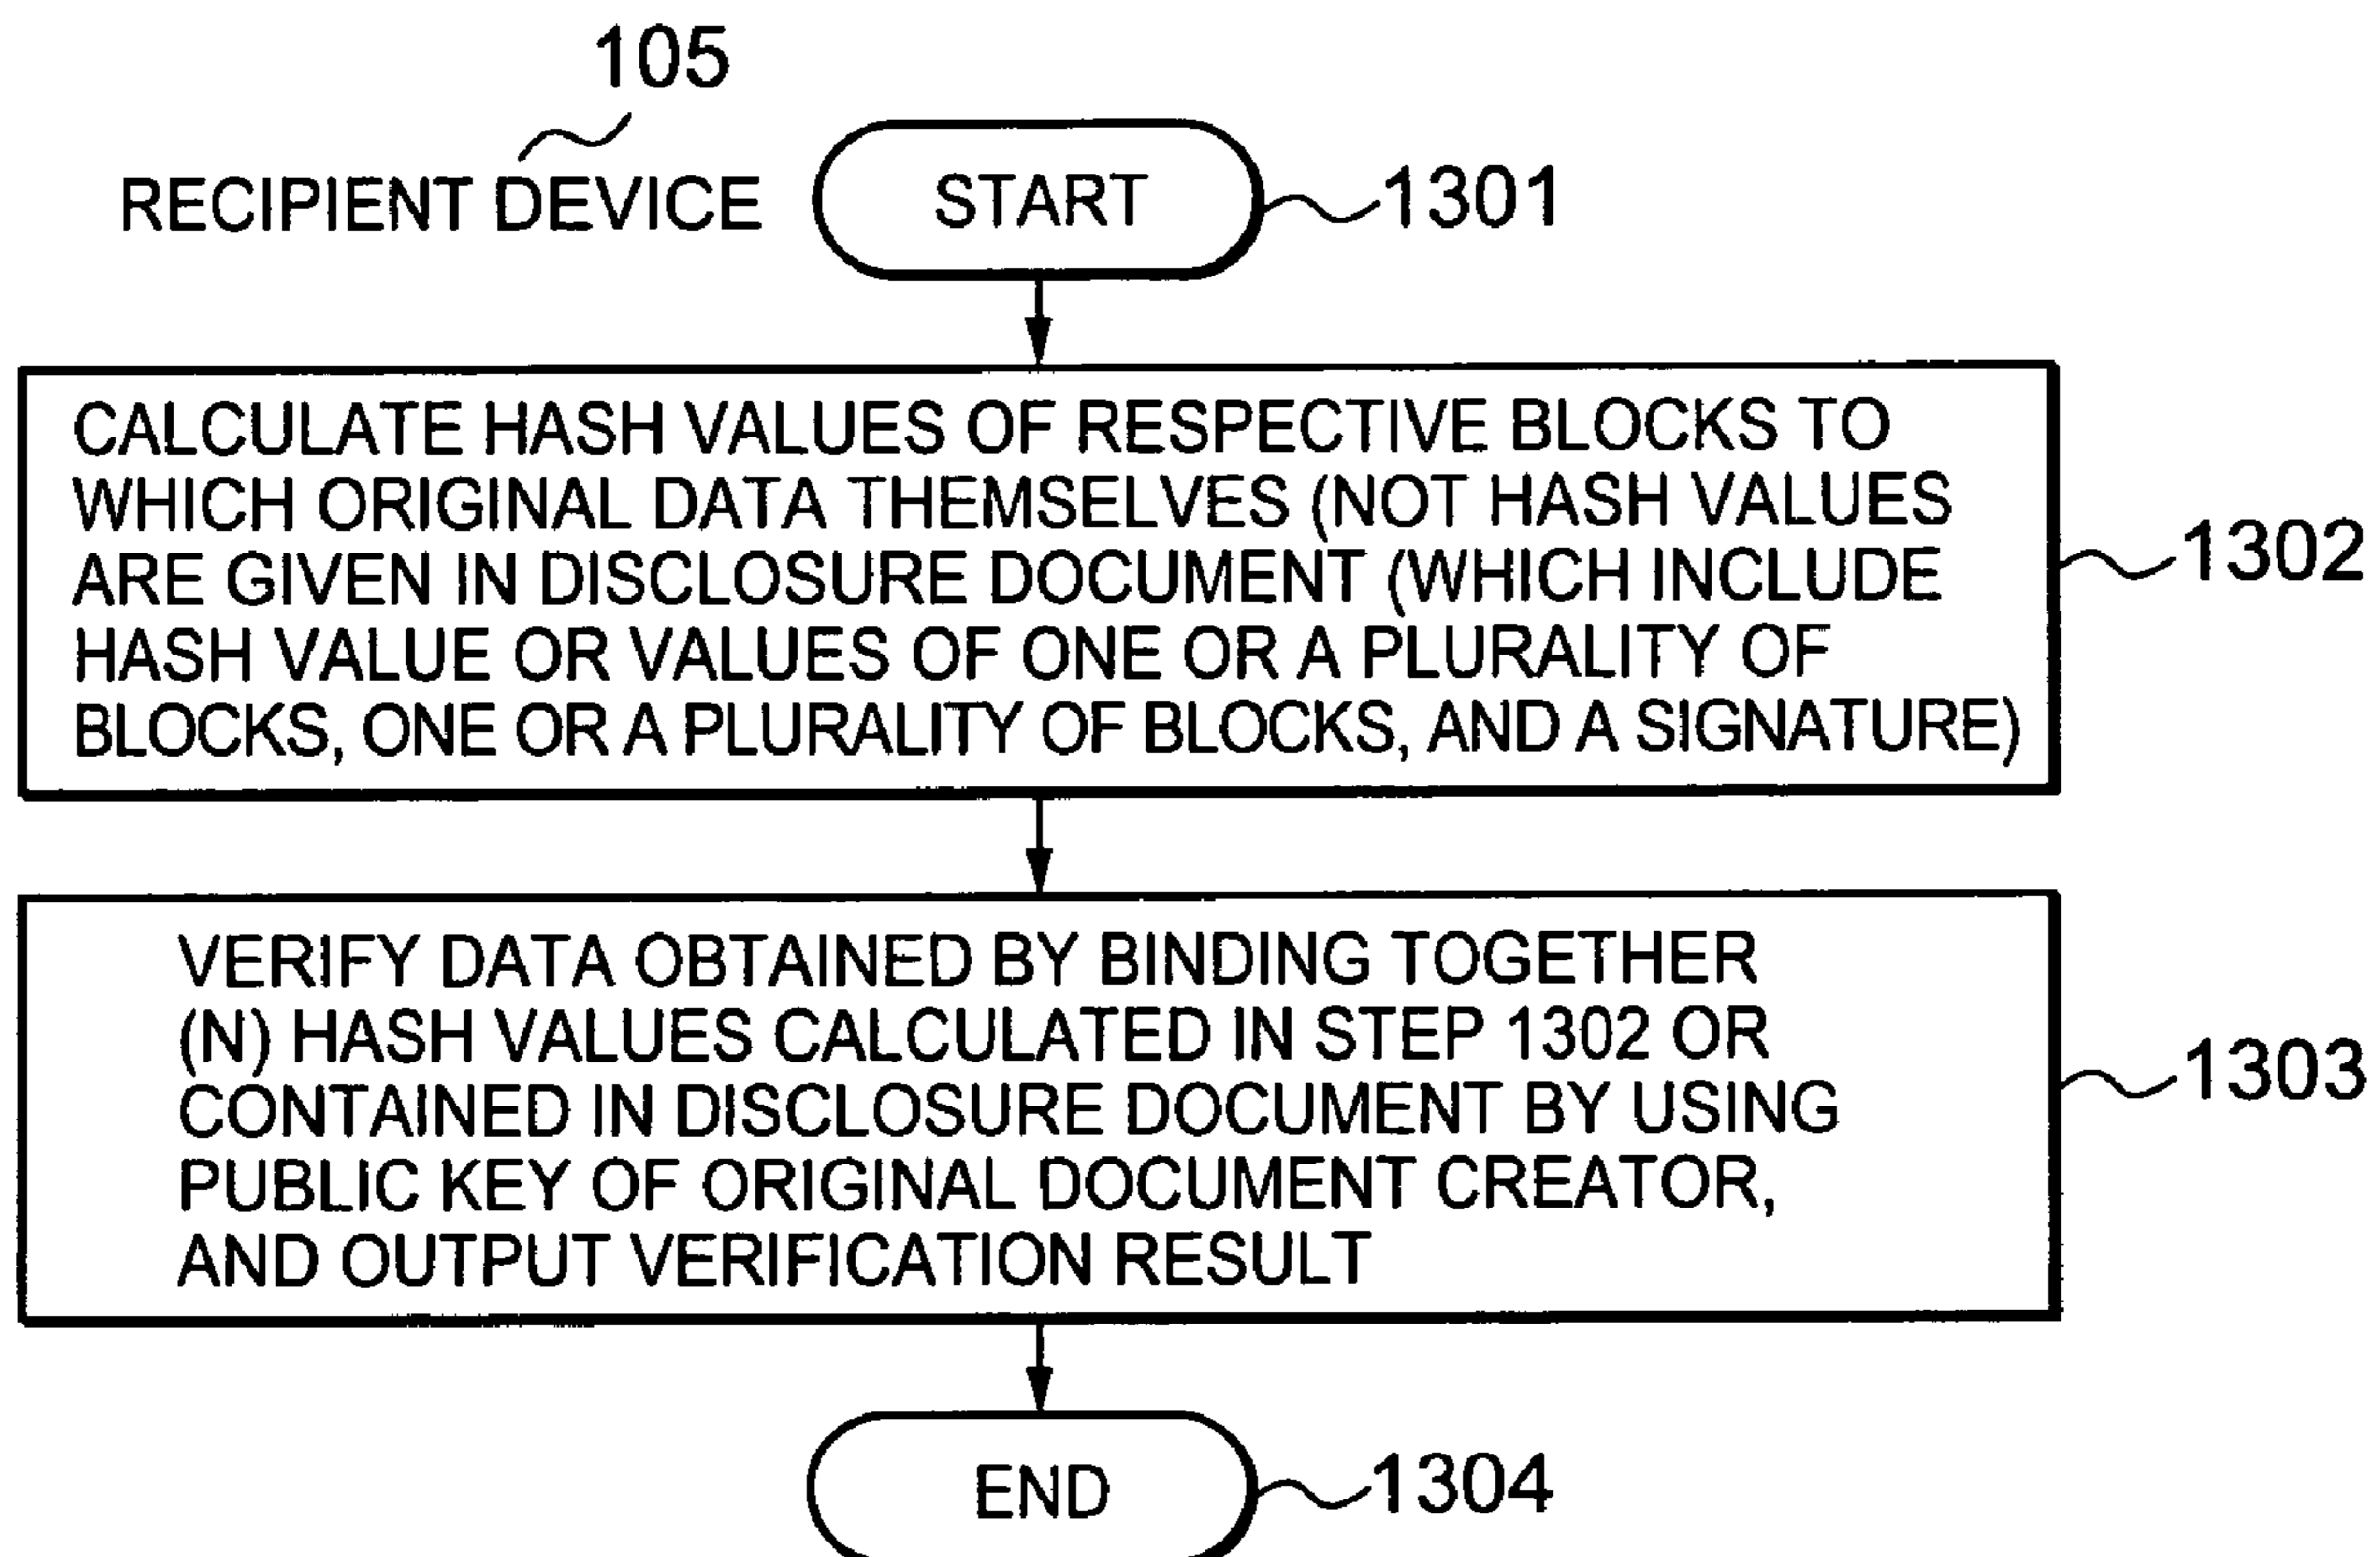 105
RECIPIENT DEVICE
START
1301
CALCULATE HASH VALUES OF RESPECTIVE BLOCKS TO
WHICH ORIGINAL DATA THEMSELVES (NOT HASH VALUES
ARE GIVEN IN DISCLOSURE DOCUMENT (WHICH INCLUDE
HASH VALUE OR VALUES OF ONE OR A PLURALITY OF
BLOCKS, ONE OR A PLURALITY OF BLOCKS, AND A SIGNATURE)
1302
VERIFY DATA OBTAINED BY BINDING TOGETHER
(N) HASH VALUES CALCULATED IN STEP 1302 OR
CONTAINED IN DISCLOSURE DOCUMENT BY USING
PUBLIC KEY OF ORIGINAL DOCUMENT CREATOR,
AND OUTPUT VERIFICATION RESULT
1303
END
1304